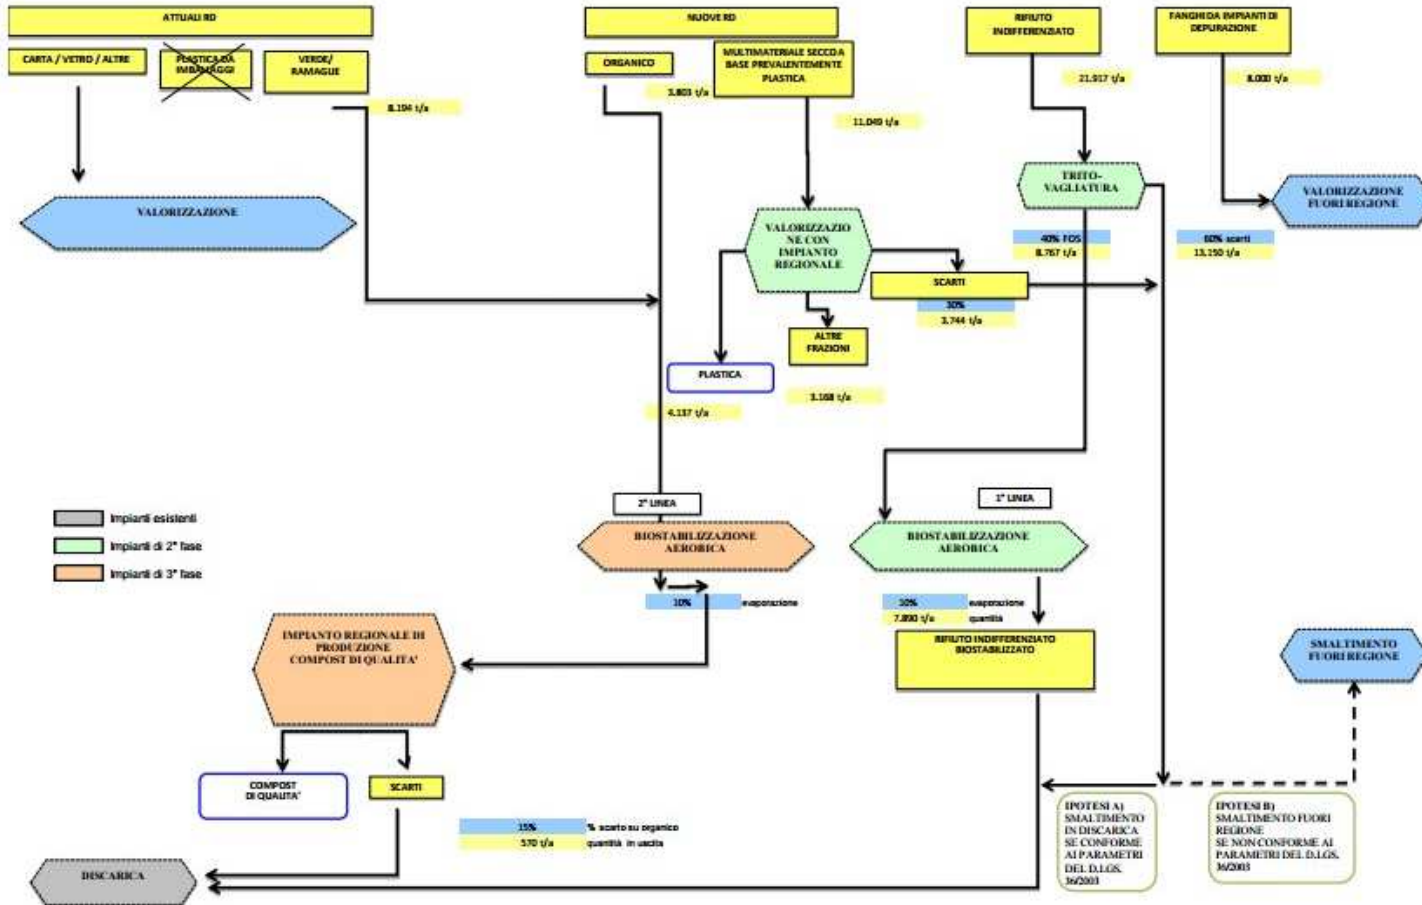 ATTUALI RD
NUOVE RD
RIFIUTO
INDIFFERENZIATO
FANGHI DA IMPIANTI DI
DEPURAZIONE
CARTA / VETRO / ALTRE
PLASTICA DA
IMBALLAGGI
VERDE/
RAMAGLIE
ORGANICO
MULTIMATERIALE SECCO A
BASE PREVALENTEMENTE
PLASTICA
8.194 t/a
3.803 t/a
11.049 t/a
21.917 t/a
8.000 t/a
TRITO-
VAGLIATURA
VALORIZZAZIONE
FUORI REGIONE
VALORIZZAZIONE
VALORIZZAZIO
NE CON
IMPIANTO
REGIONALE
40% FOS
8.767 t/a
60% scarti
13.150 t/a
SCARTI
30%
3.744 t/a
ALTRE
FRAZIONI
PLASTICA
3.168 t/a
4.137 t/a
2° LINEA
1° LINEA
Impianti esistenti
Impianti di 2° fase
Impianti di 3° fase
BIOSTABILIZZAZIONE
AEROBICA
BIOSTABILIZZAZIONE
AEROBICA
10% evaporazione
10% evaporazione
7.890 t/a quantità
RIFIUTO INDIFFERENZIATO
BIOSTABILIZZATO
IMPIANTO REGIONALE DI
PRODUZIONE
COMPOST DI QUALITA'
SMALTIMENTO
FUORI REGIONE
COMPOST
DI QUALITA'
SCARTI
15% % scarto su organico
570 t/a quantità in uscita
IPOTESI A)
SMALTIMENTO
IN DISCARICA
SE CONFORME
AI PARAMETRI
DEL D.LGS.
36/2003
IPOTESI B)
SMALTIMENTO FUORI
REGIONE
SE NON CONFORME AI
PARAMETRI DEL D.LGS.
36/2003
DISCARICA